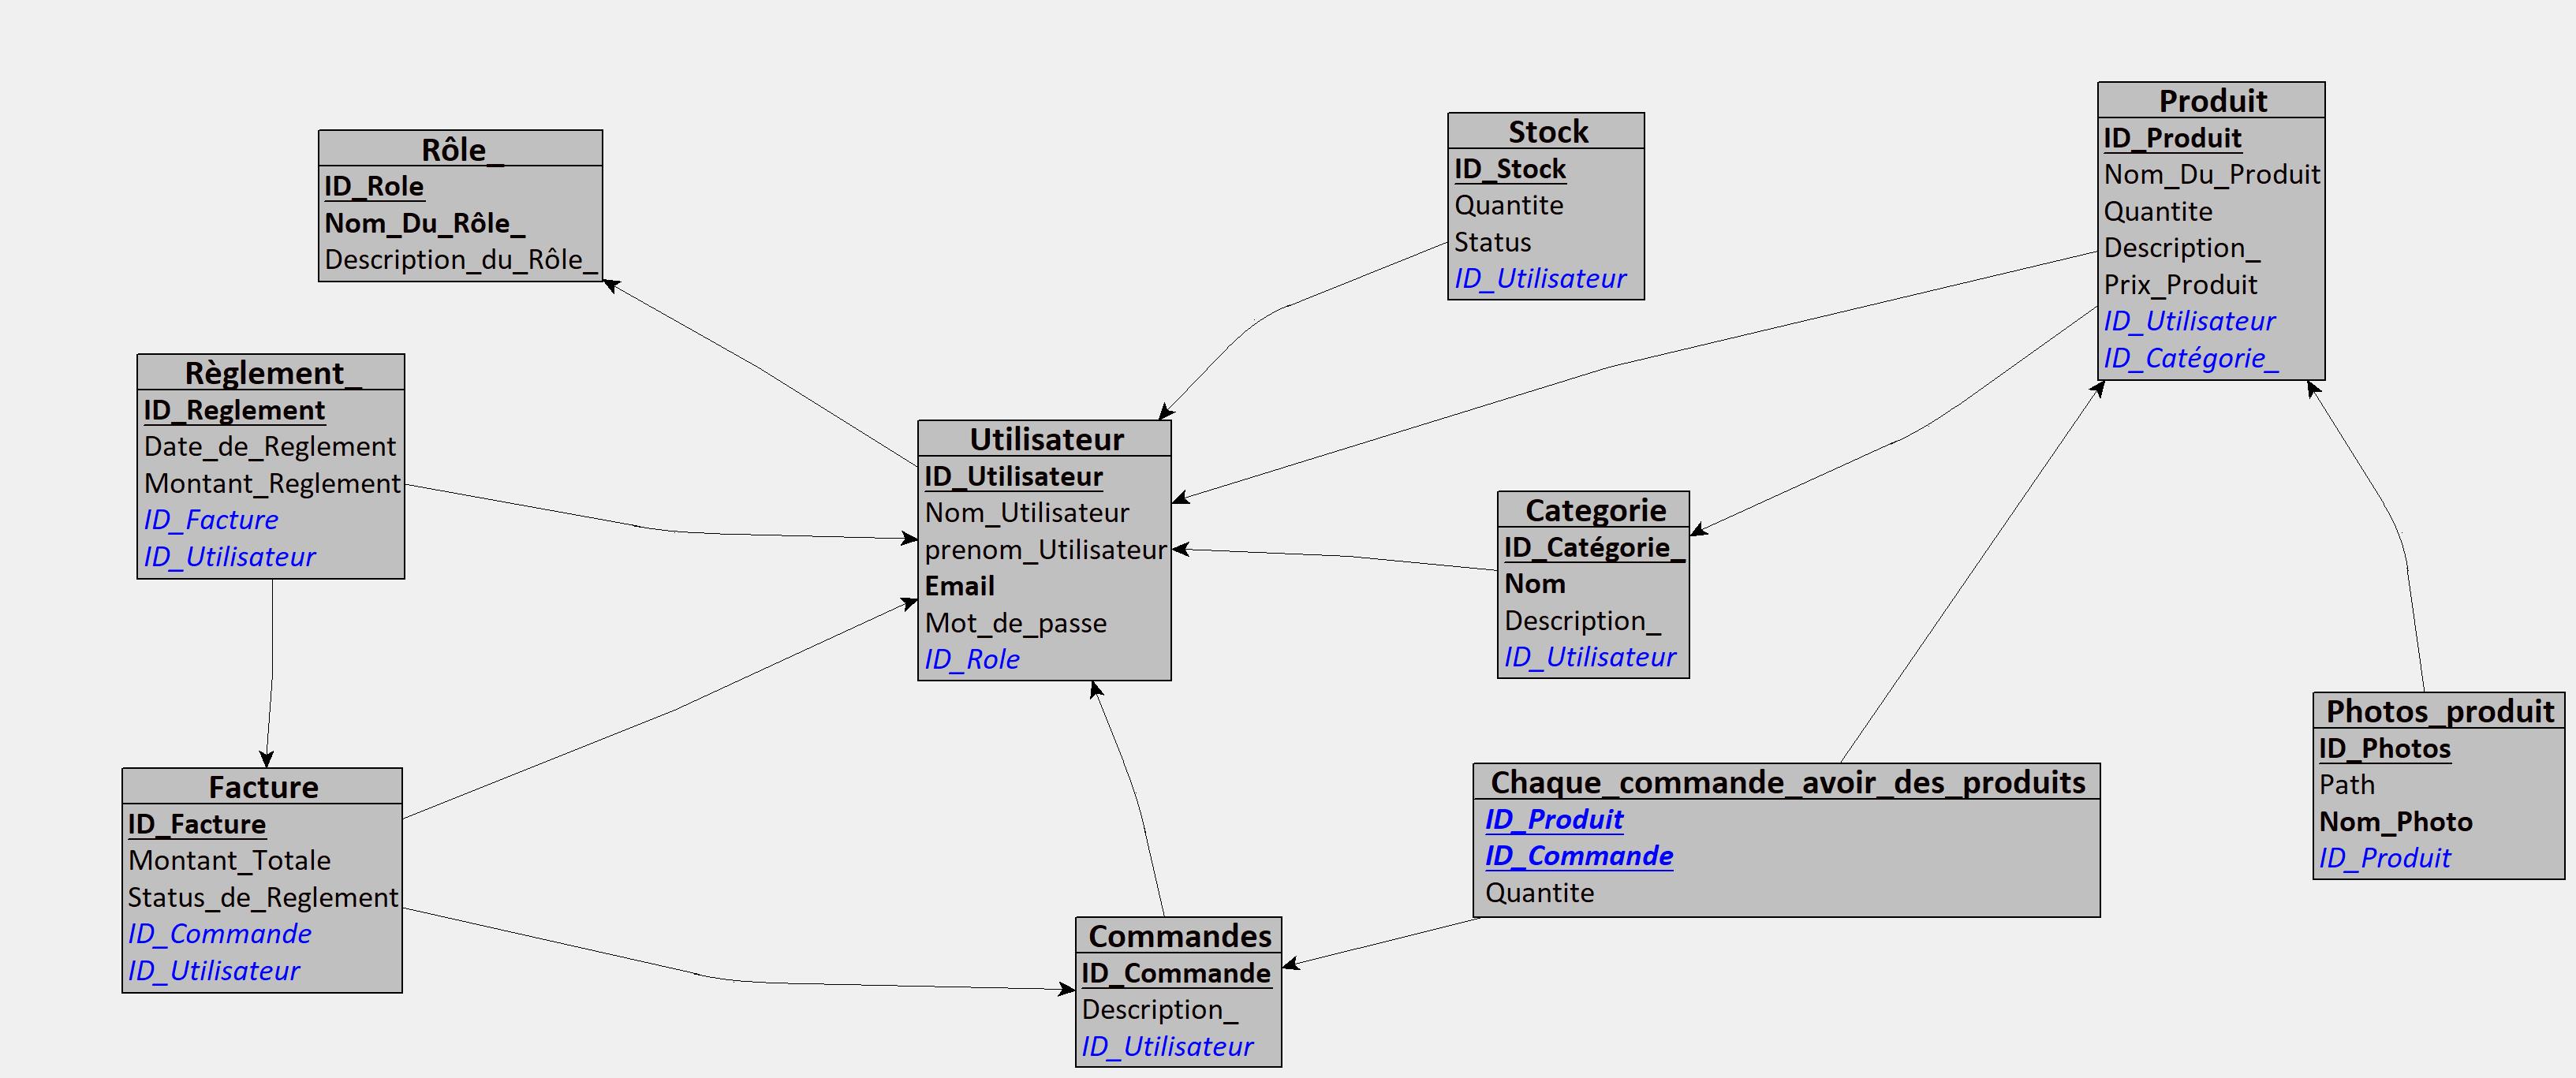 Rôle_
ID_Role
Nom_Du_Rôle_
Description_du_Rôle_
Stock
ID_Stock
Quantite
Status
ID_Utilisateur
Produit
ID_Produit
Nom_Du_Produit
Quantite
Description_
Prix_Produit
ID_Utilisateur
ID_Catégorie_
Règlement_
ID_Reglement
Date_de_Reglement
Montant_Reglement
ID_Facture
ID_Utilisateur
Utilisateur
ID_Utilisateur
Nom_Utilisateur
prenom_Utilisateur
Email
Mot_de_passe
ID_Role
Categorie
ID_Catégorie_
Nom
Description_
ID_Utilisateur
Photos_produit
ID_Photos
Path
Nom_Photo
ID_Produit
Facture
ID_Facture
Montant_Totale
Status_de_Reglement
ID_Commande
ID_Utilisateur
Chaque_commande_avoir_des_produits
ID_Produit
ID_Commande
Quantite
Commandes
ID_Commande
Description_
ID_Utilisateur